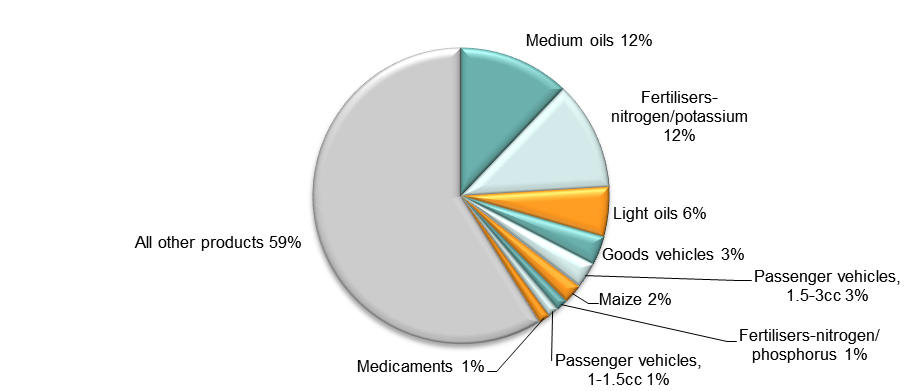 Medium oils 12%
Fertilisers-
nitrogen/potassium
12%
Light oils 6%
Goods vehicles 3%
Passenger vehicles,
1.5-3cc 3%
Maize 2%
Fertilisers-nitrogen/
phosphorus 1%
Passenger vehicles,
1-1.5cc 1%
Medicaments 1%
All other products 59%